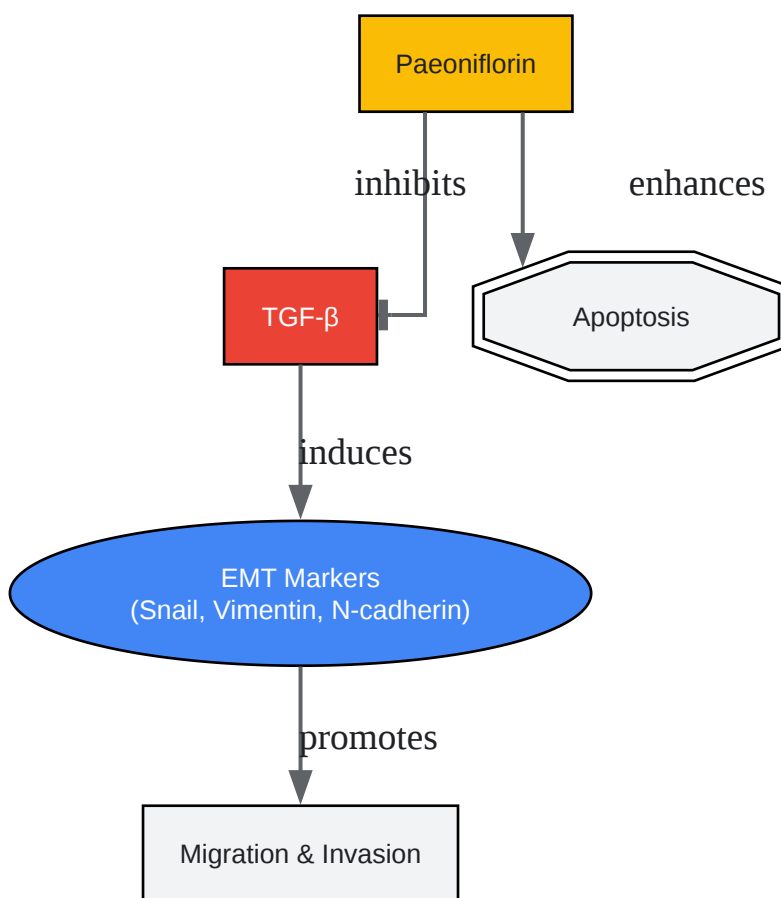 Paeoniflorin
inhibits
enhances
TGF-β
Apoptosis
induces
EMT Markers
(Snail, Vimentin, N-cadherin)
promotes
Migration & Invasion